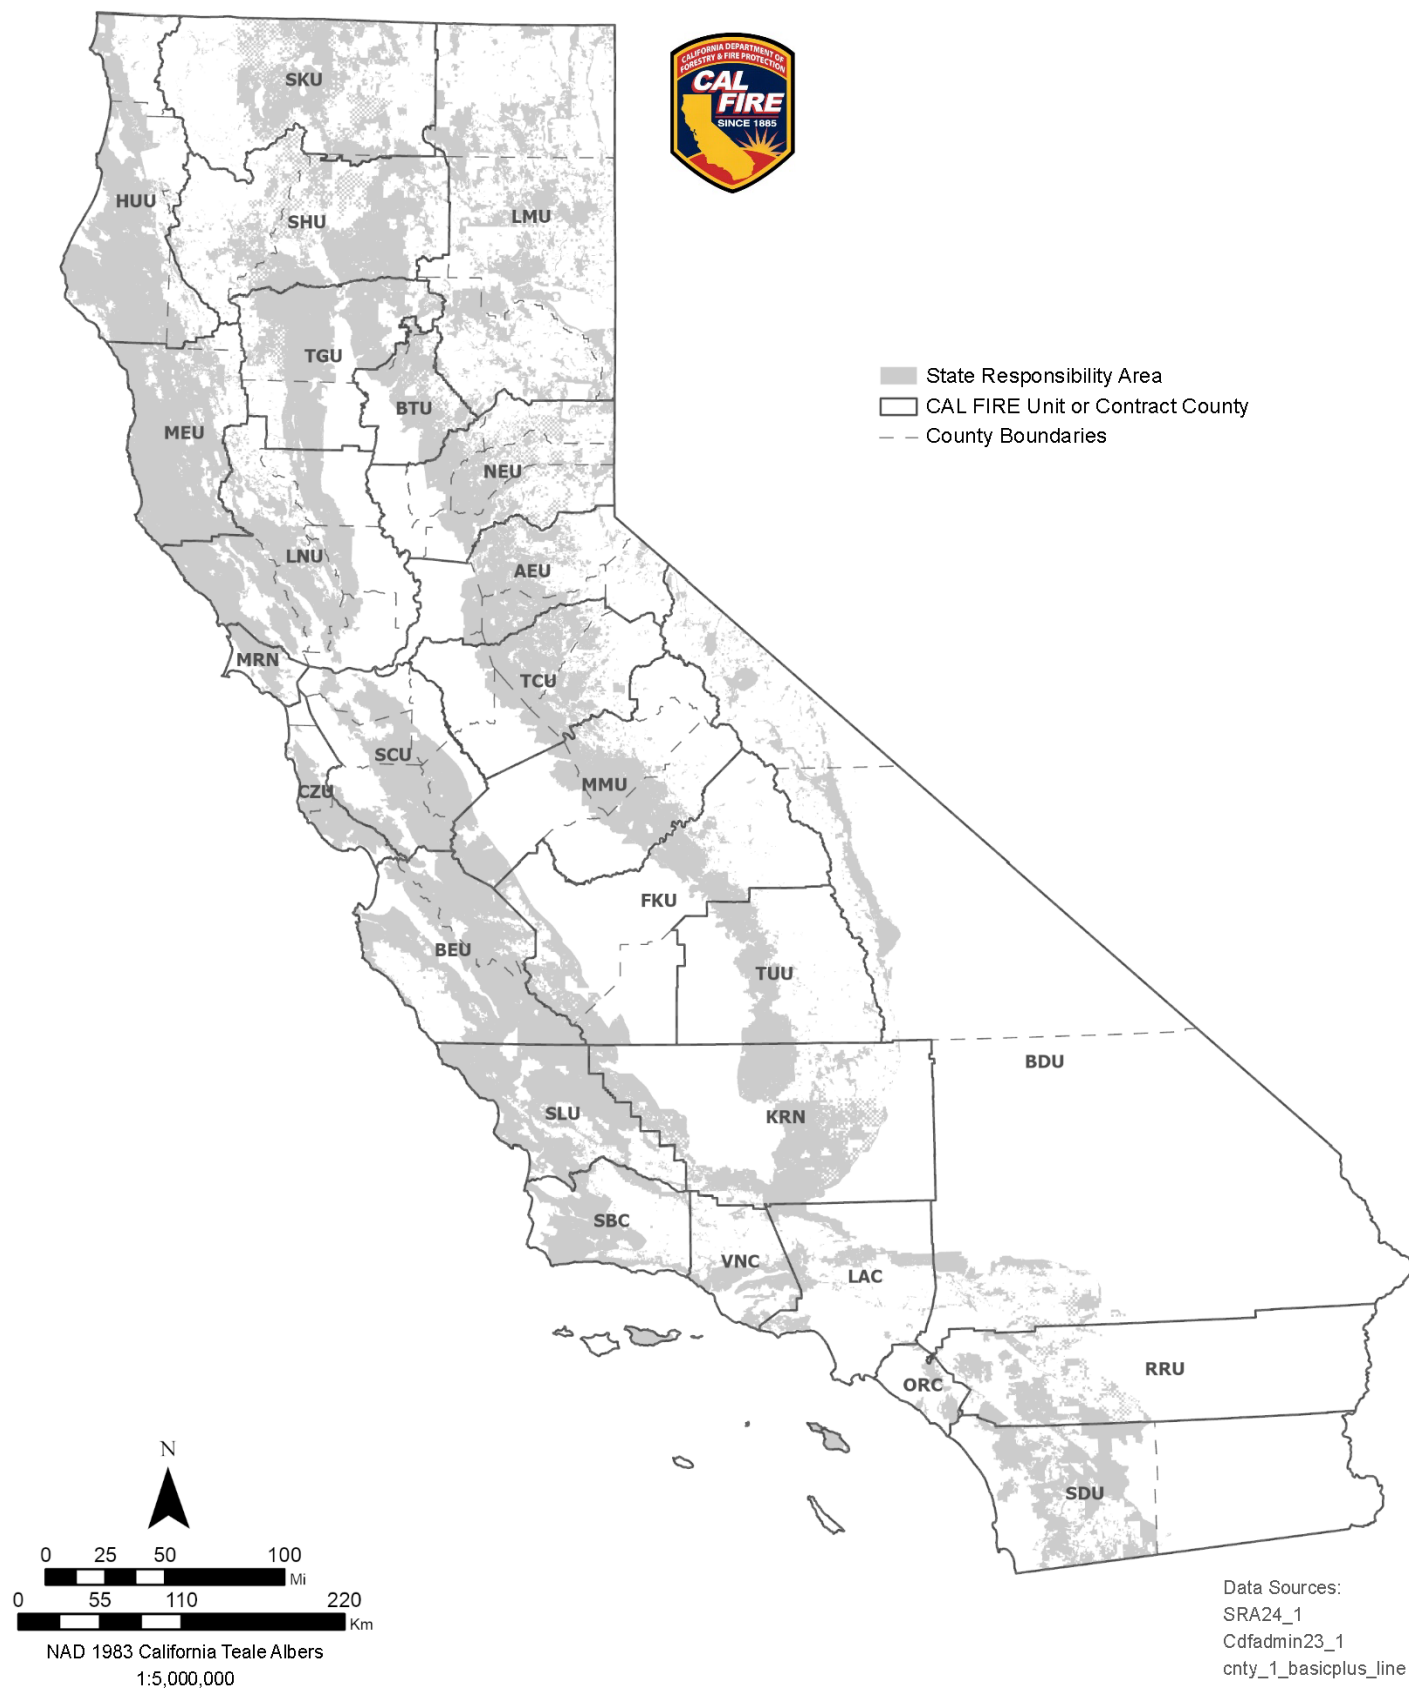 CALIFORNIA DEPARTMENT OF
FORESTRY & FIRE PROTECTION
CAL
FIRE
SINCE 1885
SKU
HUU
SHU
LMU
TGU
BTU
MEU
NEU
LNU
AEU
MRN
TCU
SCU
CZU
MMU
FKU
BEU
TUU
BDU
SLU
KRN
SBC
VNC
LAC
RRU
ORC
SDU
State Responsibility Area
CAL FIRE Unit or Contract County
County Boundaries
N
0 25 50 100
Mi
0 55 110 220
Km
NAD 1983 California Teale Albers
1:5,000,000
Data Sources:
SRA24_1
Cdfadmin23_1
cnty_1_basicplus_line